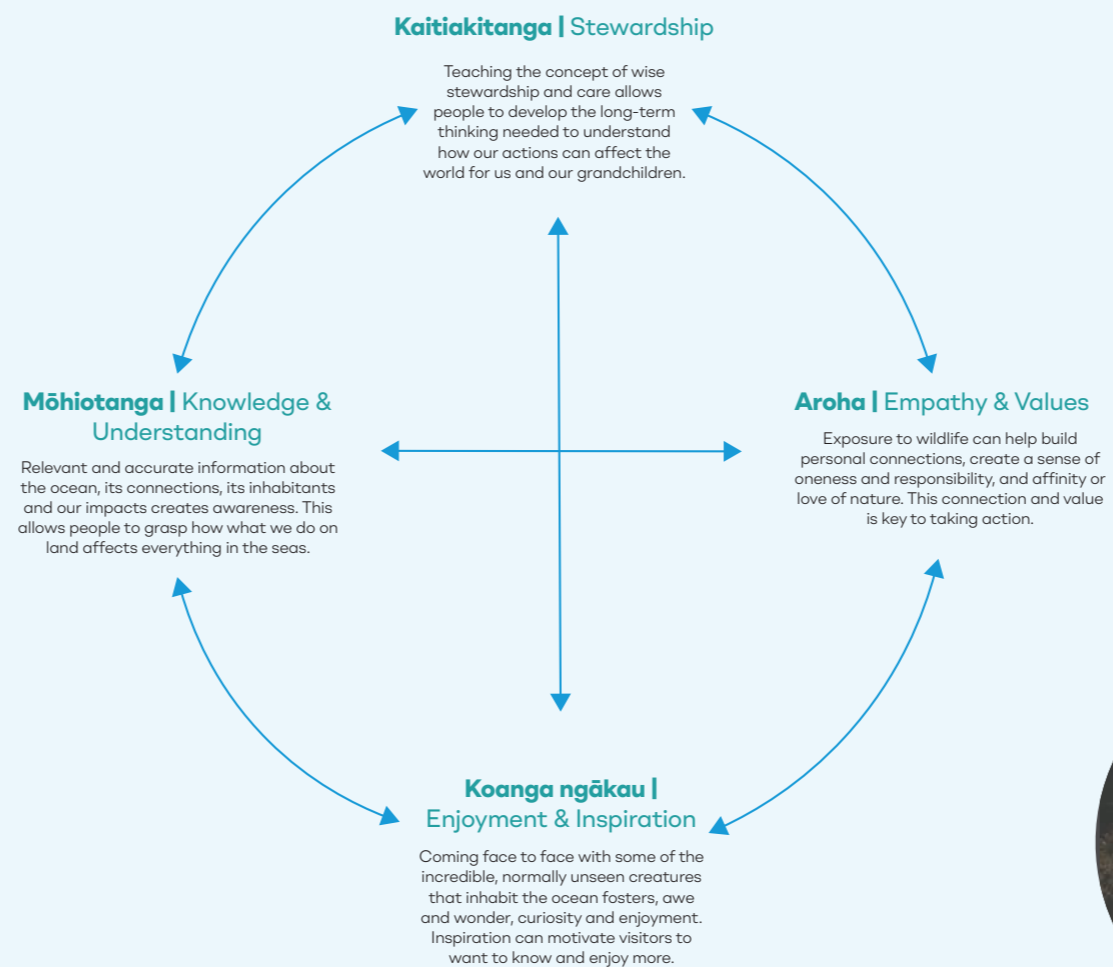 Kaitiakitanga | Stewardship
Teaching the concept of wise
stewardship and care allows
people to develop the long-term
thinking needed to understand
how our actions can affect the
world for us and our grandchildren.
Mōhiotanga | Knowledge &
Understanding
Relevant and accurate information about
the ocean, its connections, its inhabitants
and our impacts creates awareness. This
allows people to grasp how what we do on
land affects everything in the seas.
Aroha | Empathy & Values
Exposure to wildlife can help build
personal connections, create a sense of
oneness and responsibility, and affinity or
love of nature. This connection and value
is key to taking action.
Koanga ngākau |
Enjoyment & Inspiration
Coming face to face with some of the
incredible, normally unseen creatures
that inhabit the ocean fosters, awe
and wonder, curiosity and enjoyment.
Inspiration can motivate visitors to
want to know and enjoy more.